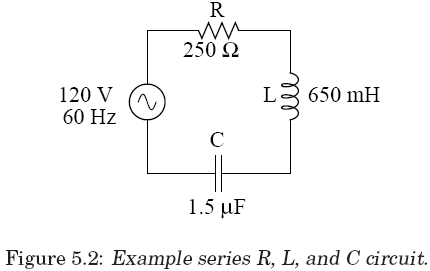 R
250 Ω
120 V
60 Hz
L
650 mH
C
1.5 μF
Figure 5.2: Example series R, L, and C circuit.